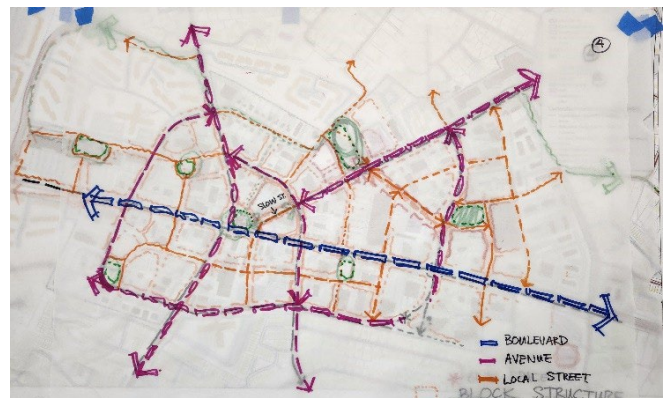 4
SLOW ST.
BOULEVARD
AVENUE
LOCAL STREET
BLOCK STRUCTURE